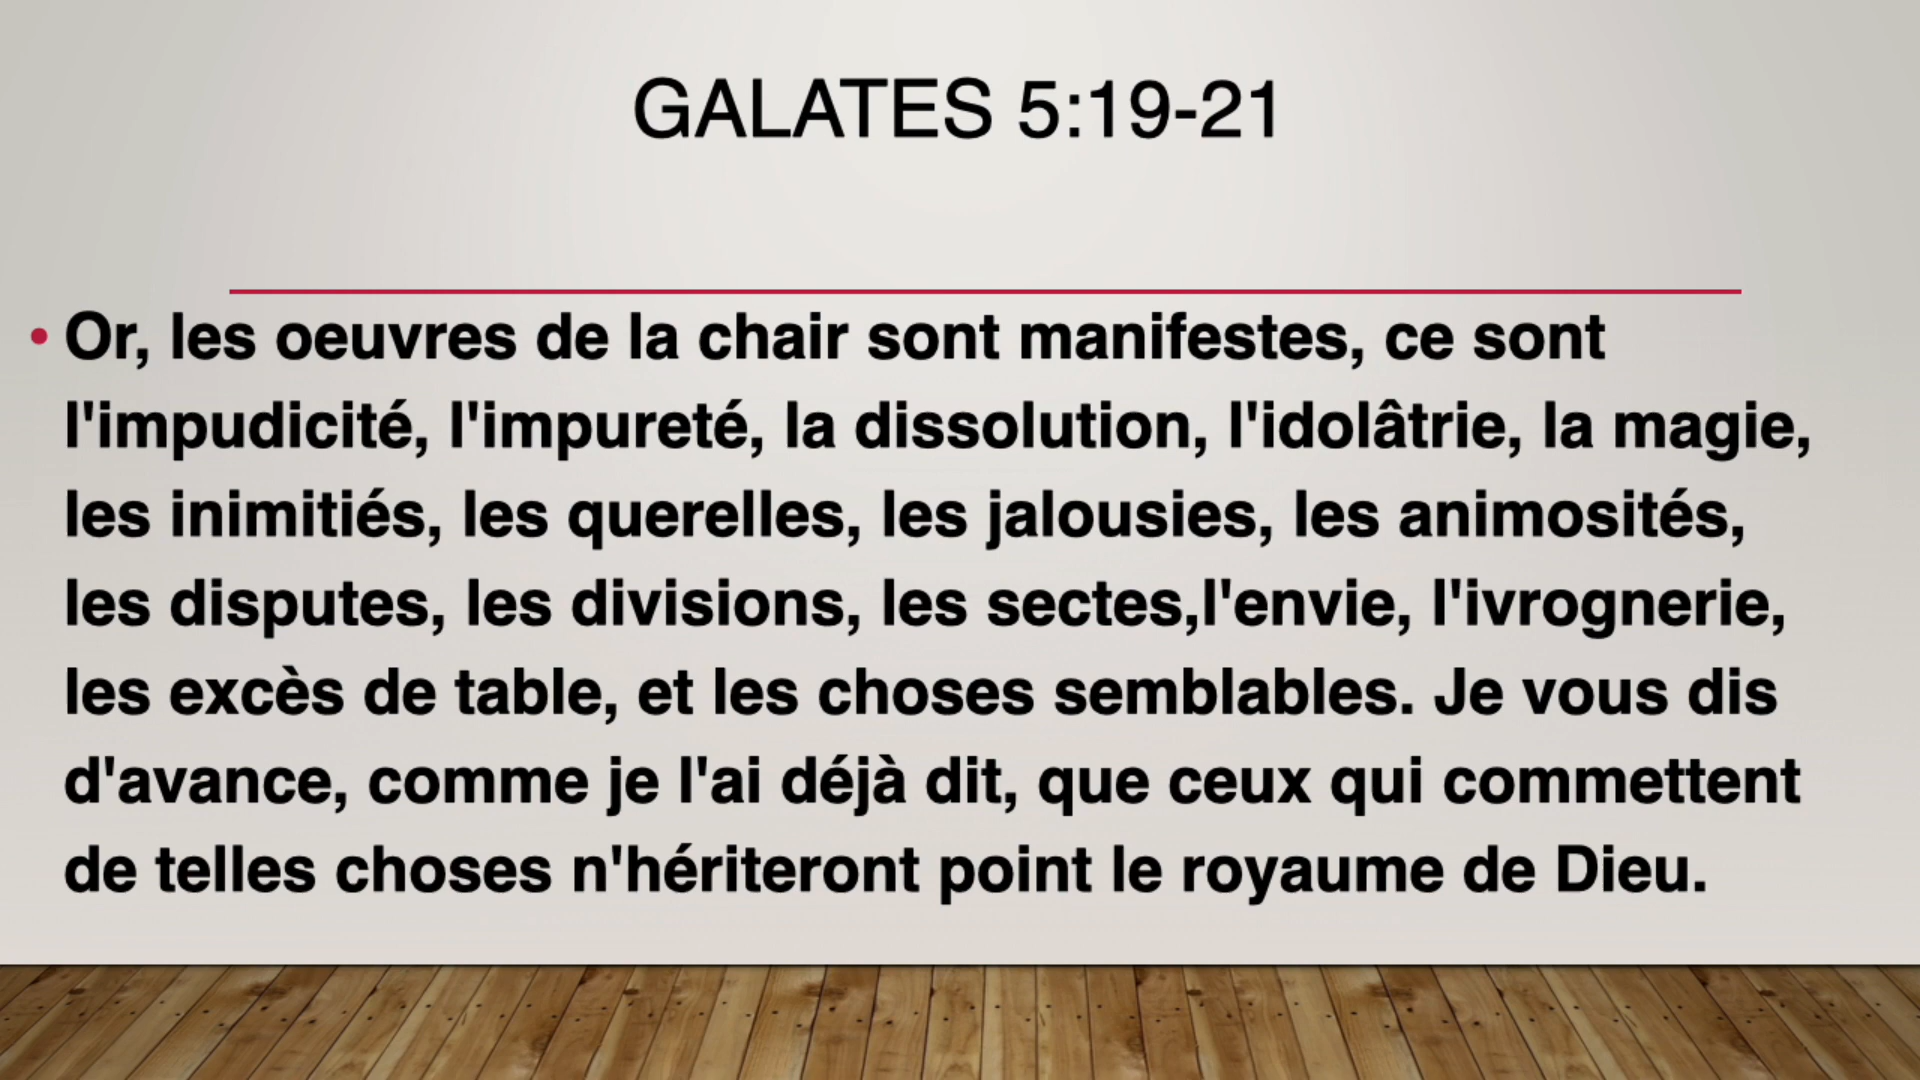 GALATES 5:19-21
• Or, les oeuvres de la chair sont manifestes, ce sont
l'impudicité, l'impureté, la dissolution, l'idolâtrie, la magie,
les inimitiés, les querelles, les jalousies, les animosités,
les disputes, les divisions, les sectes,l'envie, l'ivrognerie,
les excès de table, et les choses semblables. Je vous dis
d'avance, comme je l'ai déjà dit, que ceux qui commettent
de telles choses n'hériteront point le royaume de Dieu.